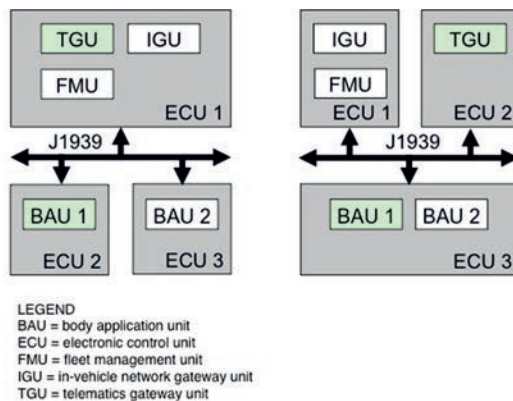 TGU IGU
FMU
ECU 1
J1939
BAU 1
ECU 2
BAU 2
ECU 3
IGU
FMU
ECU 1
TGU
ECU 2
J1939
BAU 1 BAU 2
ECU 3
LEGEND
BAU = body application unit
ECU = electronic control unit
FMU = fleet management unit
IGU = in-vehicle network gateway unit
TGU = telematics gateway unit